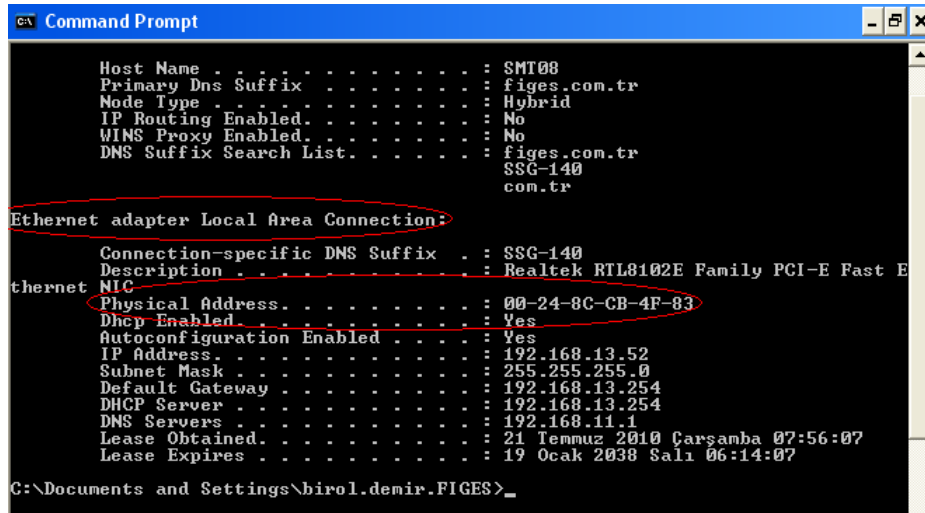 Command Prompt
Host Name . . . . . . . . . . . . : SMT08
Primary Dns Suffix . . . . . . . : figes.com.tr
Node Type . . . . . . . . . . . . : Hybrid
IP Routing Enabled. . . . . . . . : No
WINS Proxy Enabled. . . . . . . . : No
DNS Suffix Search List. . . . . . : figes.com.tr
SSG-140
com.tr
Ethernet adapter Local Area Connection:
Connection-specific DNS Suffix . : SSG-140
Description . . . . . . . . . . . : Realtek RTL8102E Family PCI-E Fast E
thernet NIC
Physical Address. . . . . . . . . : 00-24-8C-CB-4F-83
Dhcp Enabled. . . . . . . . . . . : Yes
Autoconfiguration Enabled . . . . : Yes
IP Address. . . . . . . . . . . . : 192.168.13.52
Subnet Mask . . . . . . . . . . . : 255.255.255.0
Default Gateway . . . . . . . . . : 192.168.13.254
DHCP Server . . . . . . . . . . . : 192.168.13.254
DNS Servers . . . . . . . . . . . : 192.168.11.1
Lease Obtained. . . . . . . . . . : 21 Temmuz 2010 Çarşamba 07:56:07
Lease Expires . . . . . . . . . . : 19 Ocak 2038 Salı 06:14:07
C:\Documents and Settings\birol.demir.FIGES>_